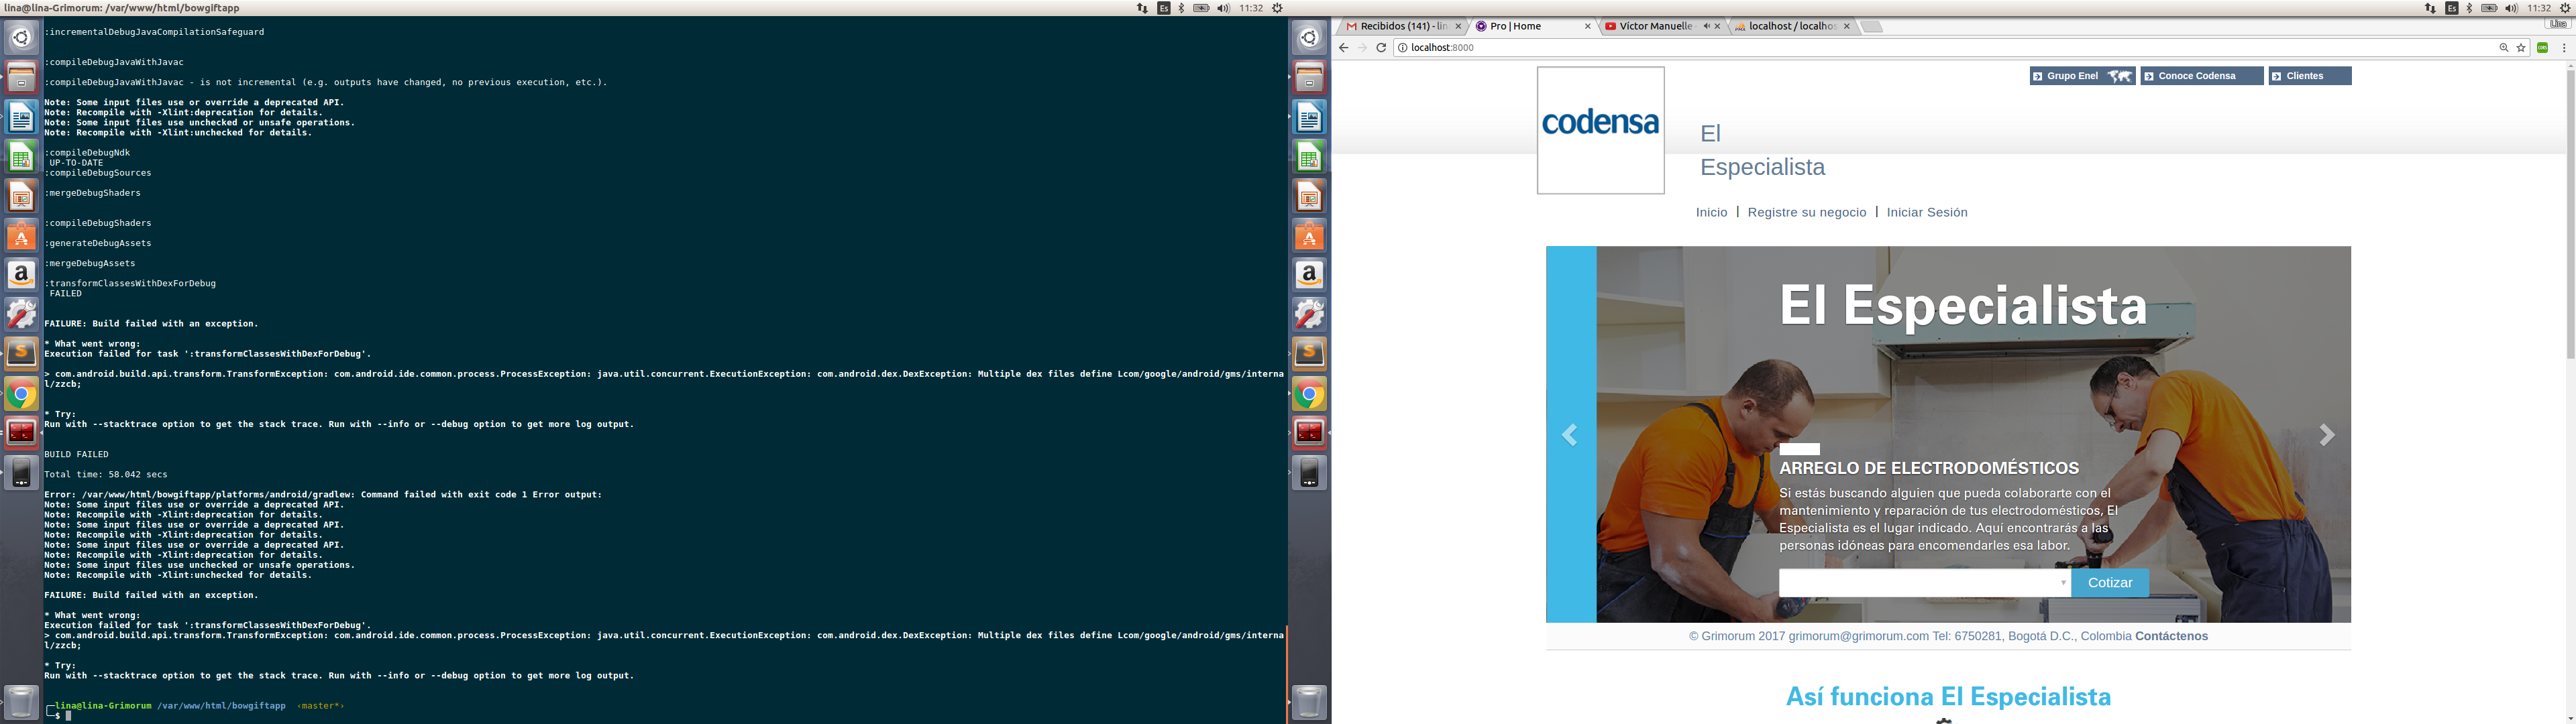 lina@lina-Grimorum: /var/www/html/bowgiftapp
Es
11:32
:incrementalDebugJavaCompilationSafeguard
:compileDebugJavaWithJavac
:compileDebugJavaWithJavac - is not incremental (e.g. outputs have changed, no previous execution, etc.).
Note: Some input files use or override a deprecated API.
Note: Recompile with -Xlint:deprecation for details.
Note: Some input files use unchecked or unsafe operations.
Note: Recompile with -Xlint:unchecked for details.
:compileDebugNdk
UP-TO-DATE
:compileDebugSources
:mergeDebugShaders
:compileDebugShaders
:generateDebugAssets
:mergeDebugAssets
:transformClassesWithDexForDebug
FAILED
FAILURE: Build failed with an exception.
* What went wrong:
Execution failed for task ':transformClassesWithDexForDebug'.
> com.android.build.api.transform.TransformException: com.android.ide.common.process.ProcessException: java.util.concurrent.ExecutionException: com.android.dex.DexException: Multiple dex files define Lcom/google/android/gms/interna
l/zzcb;
* Try:
Run with --stacktrace option to get the stack trace. Run with --info or --debug option to get more log output.
BUILD FAILED
Total time: 58.042 secs
Error: /var/www/html/bowgiftapp/platforms/android/gradlew: Command failed with exit code 1 Error output:
Note: Some input files use or override a deprecated API.
Note: Recompile with -Xlint:deprecation for details.
Note: Some input files use or override a deprecated API.
Note: Recompile with -Xlint:deprecation for details.
Note: Some input files use or override a deprecated API.
Note: Recompile with -Xlint:deprecation for details.
Note: Some input files use unchecked or unsafe operations.
Note: Recompile with -Xlint:unchecked for details.
FAILURE: Build failed with an exception.
* What went wrong:
Execution failed for task ':transformClassesWithDexForDebug'.
> com.android.build.api.transform.TransformException: com.android.ide.common.process.ProcessException: java.util.concurrent.ExecutionException: com.android.dex.DexException: Multiple dex files define Lcom/google/android/gms/interna
l/zzcb;
* Try:
Run with --stacktrace option to get the stack trace. Run with --info or --debug option to get more log output.
lina@lina-Grimorum /var/www/html/bowgiftapp ‹master*›
$
Es
11:32
Recibidos (141) - lin
Pro | Home
Victor Manuelle
localhost / localhos
Lina
localhost:8000
Grupo Enel
Conoce Codensa
Clientes
codensa
El
Especialista
Inicio | Registre su negocio | Iniciar Sesión
El Especialista
ARREGLO DE ELECTRODOMÉSTICOS
Si estás buscando alguien que pueda colaborarte con el
mantenimiento y reparación de tus electrodomésticos, El
Especialista es el lugar indicado. Aquí encontrarás a las
personas idóneas para encomendarles esa labor.
Cotizar
© Grimorum 2017 grimorum@grimorum.com Tel: 6750281, Bogotá D.C., Colombia Contáctenos
Así funciona El Especialista